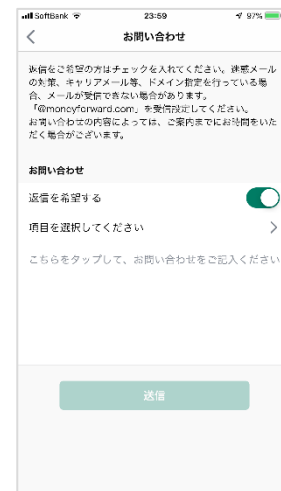 SoftBank 23:59 97%
お問い合わせ
返信をご希望の方はチェックを入れてください。迷惑メール
の対策、キャリアメール等、ドメイン指定を行っている場
合、メールが受信できない場合があります。
「@moneyforward.com」を受信設定してください。
お問い合わせの内容によっては、ご案内までにお時間をいた
だく場合がございます。
お問い合わせ
返信を希望する
項目を選択してください
こちらをタップして、お問い合わせをご記入ください
送信